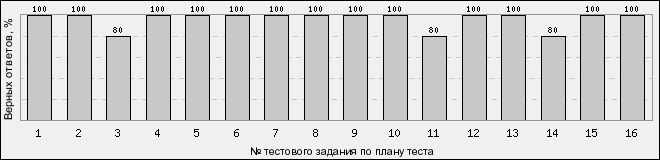 100 100 80 100 100 100 100 100 100 100 80 100 100 80 100 100
Верных ответов, %
1 2 3 4 5 6 7 8 9 10 11 12 13 14 15 16
№ тестового задания по плану теста